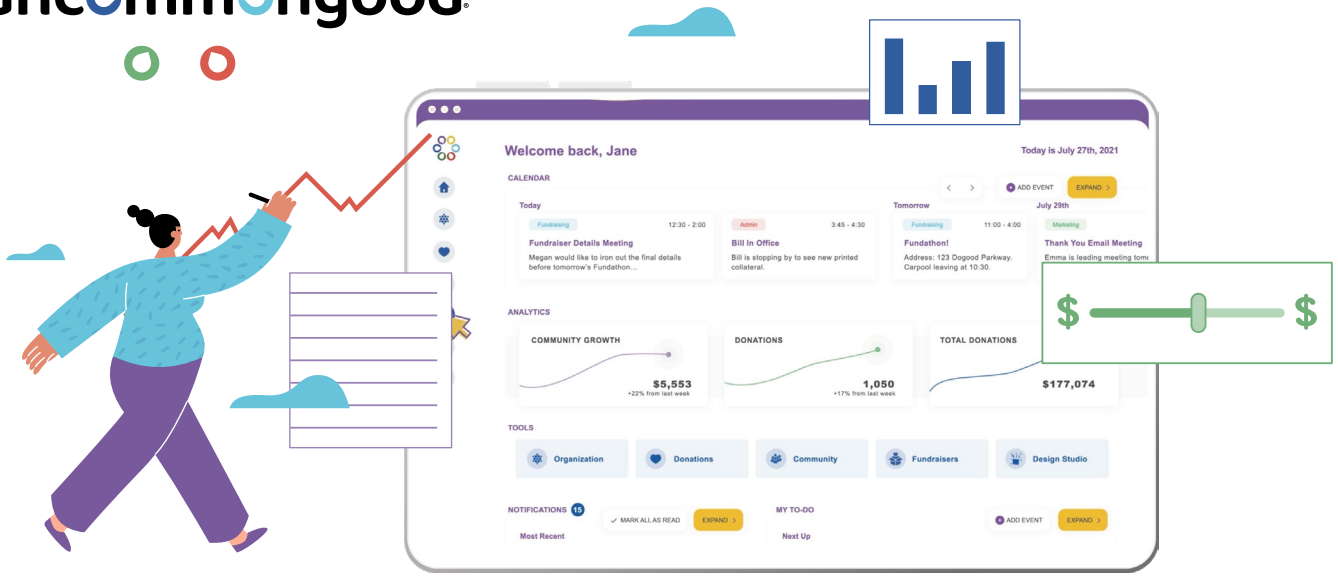 uncommongood
Welcome back, Jane
Today is July 27th, 2021
CALENDAR
ADD EVENT
EXPAND >
Today
Tomorrow
July 29th
Fundraising
12:30 - 2:00
Fundraiser Details Meeting
Megan would like to iron out the final details
before tomorrow's Fundathon...
Admin
3:45 - 4:30
Bill In Office
Bill is stopping by to see new printed
collateral.
Fundraising
11:00 - 4:00
Fundathon!
Address: 123 Dogood Parkway.
Carpool leaving at 10:30.
Marketing
Thank You Email Meeting
Emma is leading meeting
ANALYTICS
COMMUNITY GROWTH
$5,553
+22% from last week
DONATIONS
1,050
+17% from last week
TOTAL DONATIONS
$177,074
$ $
TOOLS
Organization
Donations
Community
Fundraisers
Design Studio
NOTIFICATIONS 15
MARK ALL AS READ
EXPAND >
Most Recent
MY TO-DO
ADD EVENT
EXPAND >
Next Up